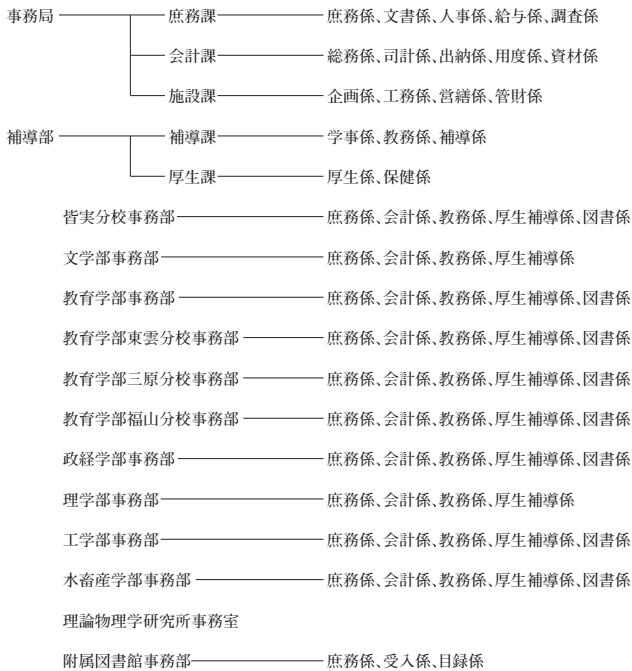 事務局 庶務課 庶務係、文書係、人事係、給与係、調査係
会計課 総務係、司計係、出納係、用度係、資材係
施設課 企画係、工務係、営繕係、管財係
補導部 補導課 学事係、教務係、補導係
厚生課 厚生係、保健係
皆実分校事務部 庶務係、会計係、教務係、厚生補導係、図書係
文学部事務部 庶務係、会計係、教務係、厚生補導係
教育学部事務部 庶務係、会計係、教務係、厚生補導係、図書係
教育学部東雲分校事務部 庶務係、会計係、教務係、厚生補導係、図書係
教育学部三原分校事務部 庶務係、会計係、教務係、厚生補導係、図書係
教育学部福山分校事務部 庶務係、会計係、教務係、厚生補導係、図書係
政経学部事務部 庶務係、会計係、教務係、厚生補導係、図書係
理学部事務部 庶務係、会計係、教務係、厚生補導係
工学部事務部 庶務係、会計係、教務係、厚生補導係、図書係
水畜産学部事務部 庶務係、会計係、教務係、厚生補導係、図書係
理論物理学研究所事務室
附属図書館事務部 庶務係、受入係、目録係